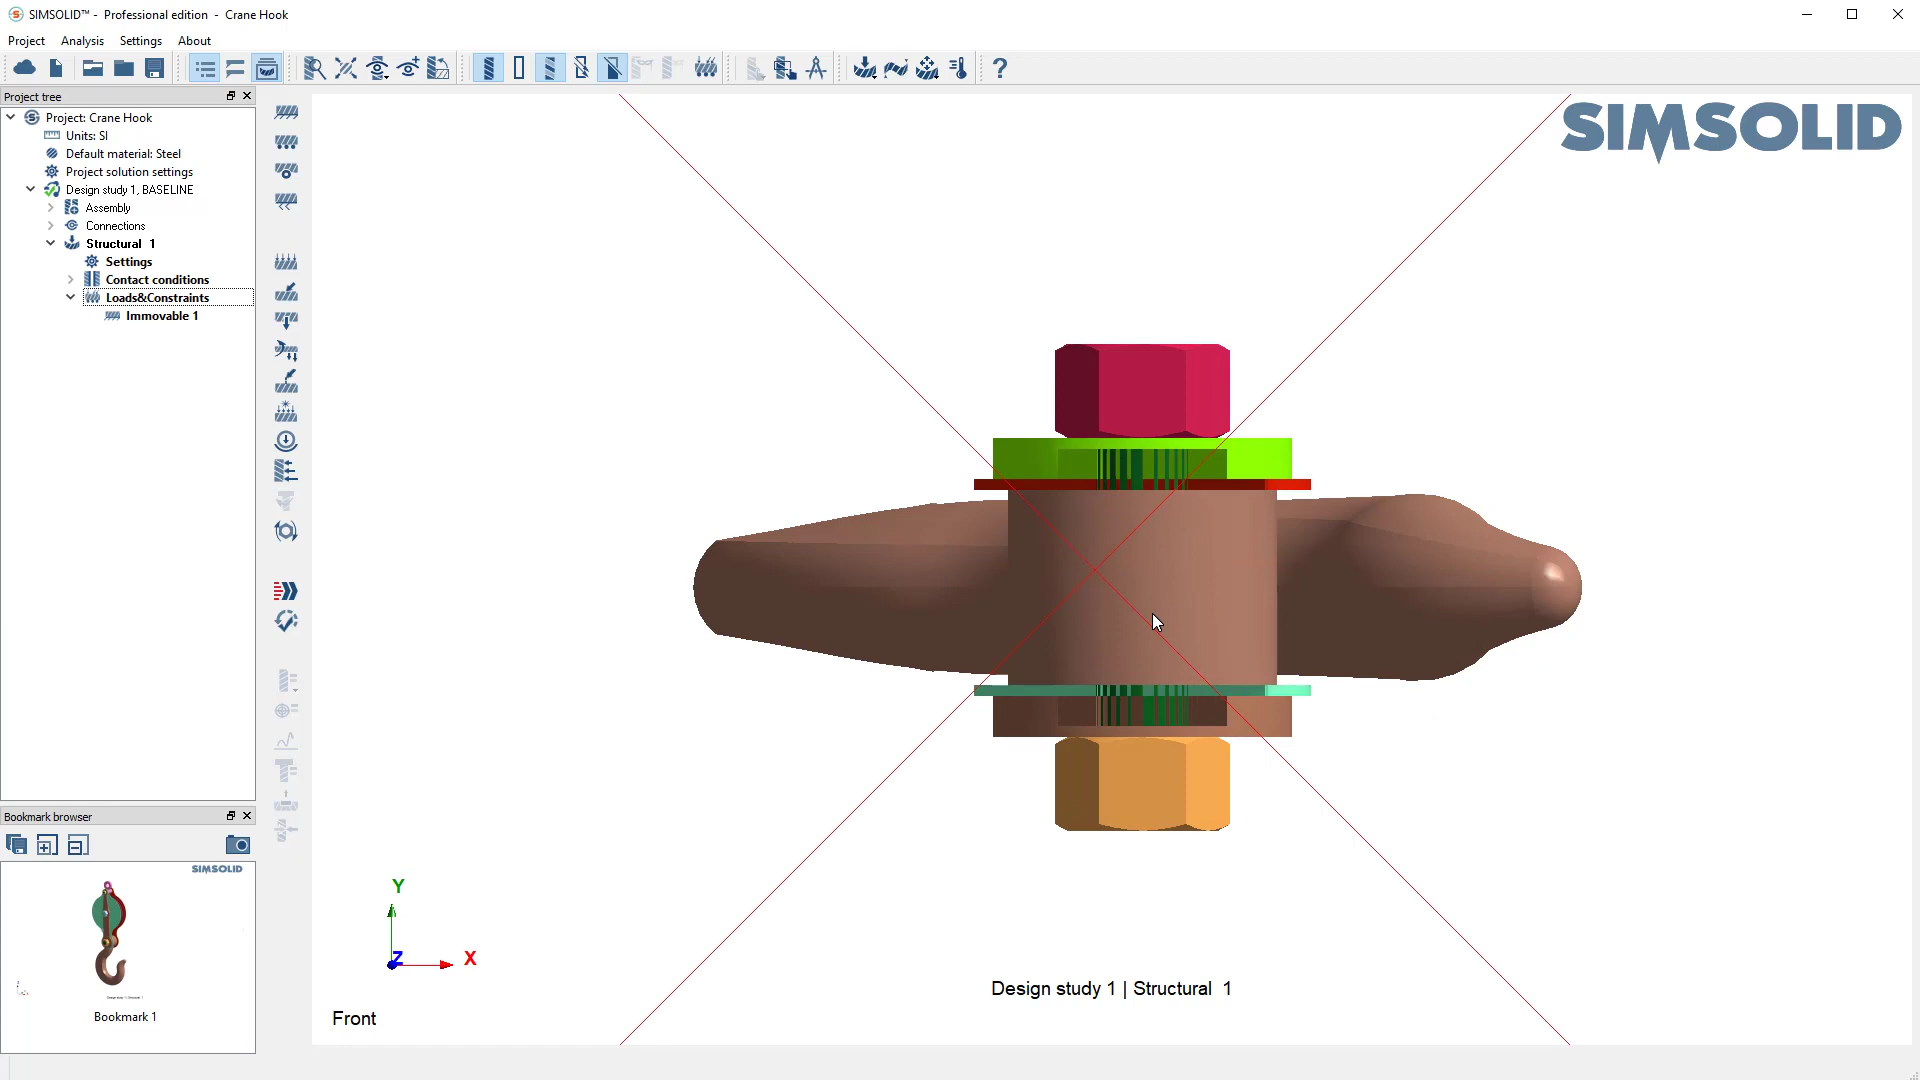 SIMSOLID™ - Professional edition - Crane Hook
Project Analysis Settings About
Project tree
Project: Crane Hook
Units: SI
Default material: Steel
Project solution settings
Design study 1, BASELINE
Assembly
Connections
Structural 1
Settings
Contact conditions
Loads&Constraints
Immovable 1
Bookmark browser
SIMSOLID
Bookmark 1
SIMSOLID
Y
Z
X
Design study 1 | Structural 1
Front